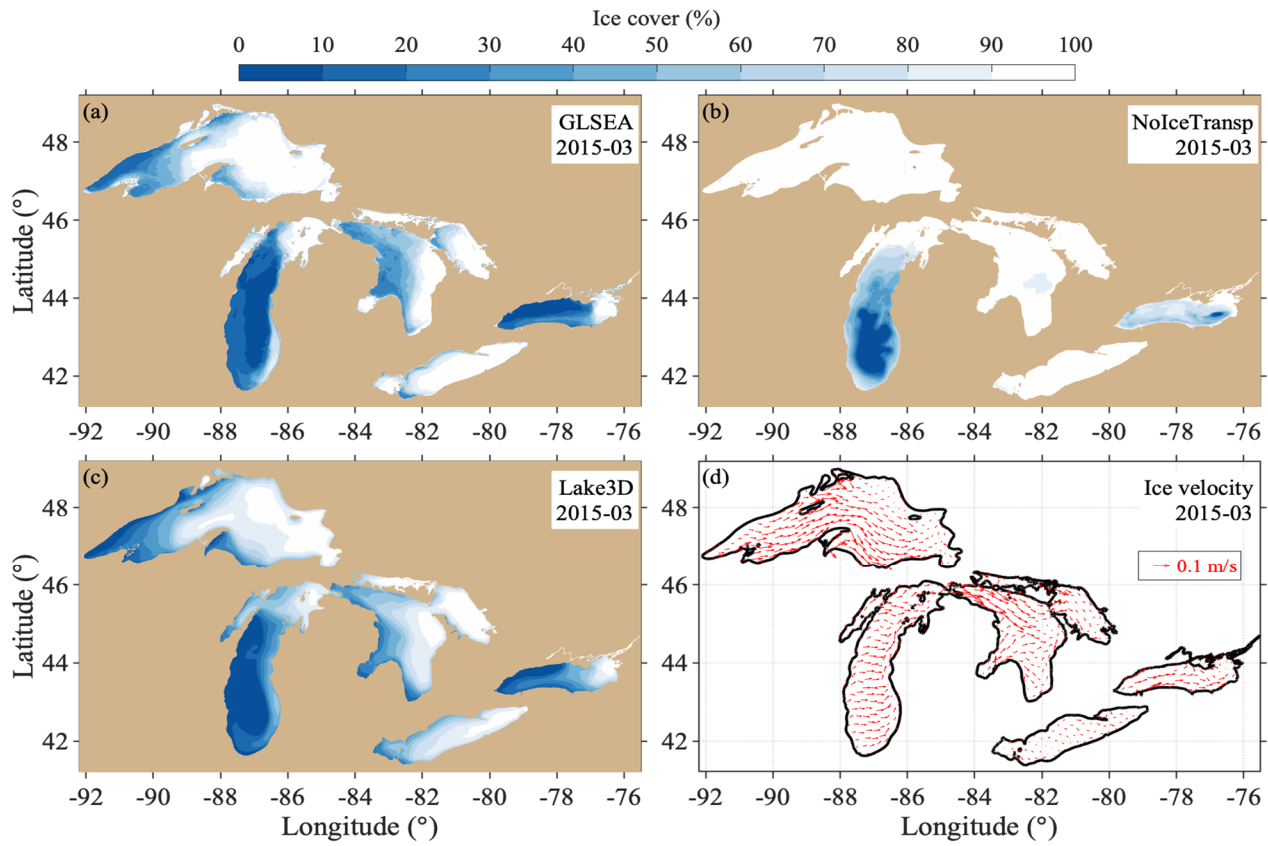 Ice cover (%)
0 10 20 30 40 50 60 70 80 90 100
(a)
GLSEA
2015-03
(b)
NoIceTransp
2015-03
Latitude (°)
48
46
44
42
48
46
44
42
-92 -90 -88 -86 -84 -82 -80 -78 -76
-92 -90 -88 -86 -84 -82 -80 -78 -76
(c)
Lake3D
2015-03
(d)
Ice velocity
2015-03
0.1 m/s
Latitude (°)
48
46
44
42
48
46
44
42
-92 -90 -88 -86 -84 -82 -80 -78 -76
-92 -90 -88 -86 -84 -82 -80 -78 -76
Longitude (°)
Longitude (°)